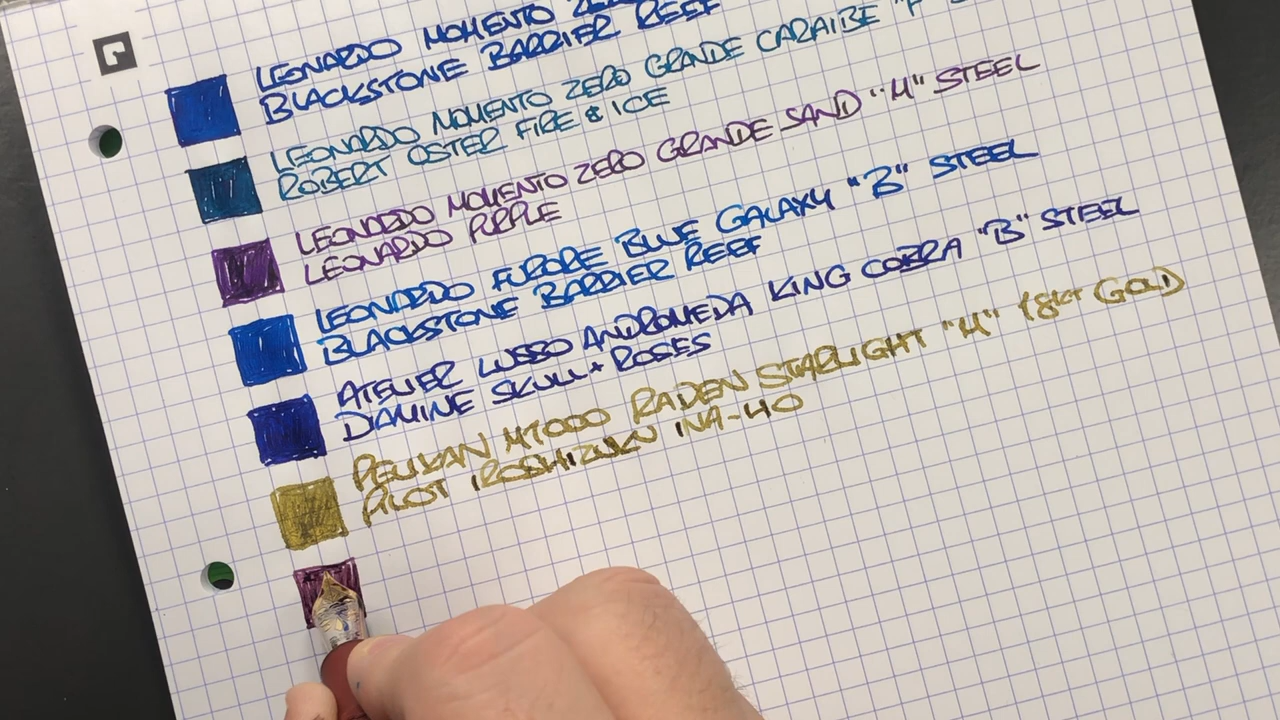 LEONARDO MOMENTO
BLACKSTONE BARRIER REEF
LEONARDO MOMENTO ZERO GRANDE CARAIBE "F"
ROBERT OSTER FIRE & ICE
LEONARDO MOMENTO ZERO GRANDE SAND "M" STEEL
LEONARDO PURPLE
LEONARDO FURORE BLUE GALAXY "B" STEEL
BLACKSTONE BARRIER REEF
ATELIER LUSSO ANDROMEDA KING COBRA "B" STEEL
DAMINE SKULL + ROSES
PELIKAN M1000 RADEN STARLIGHT "M" 18kt GOLD
PILOT IROSHIZUKU INA-HO